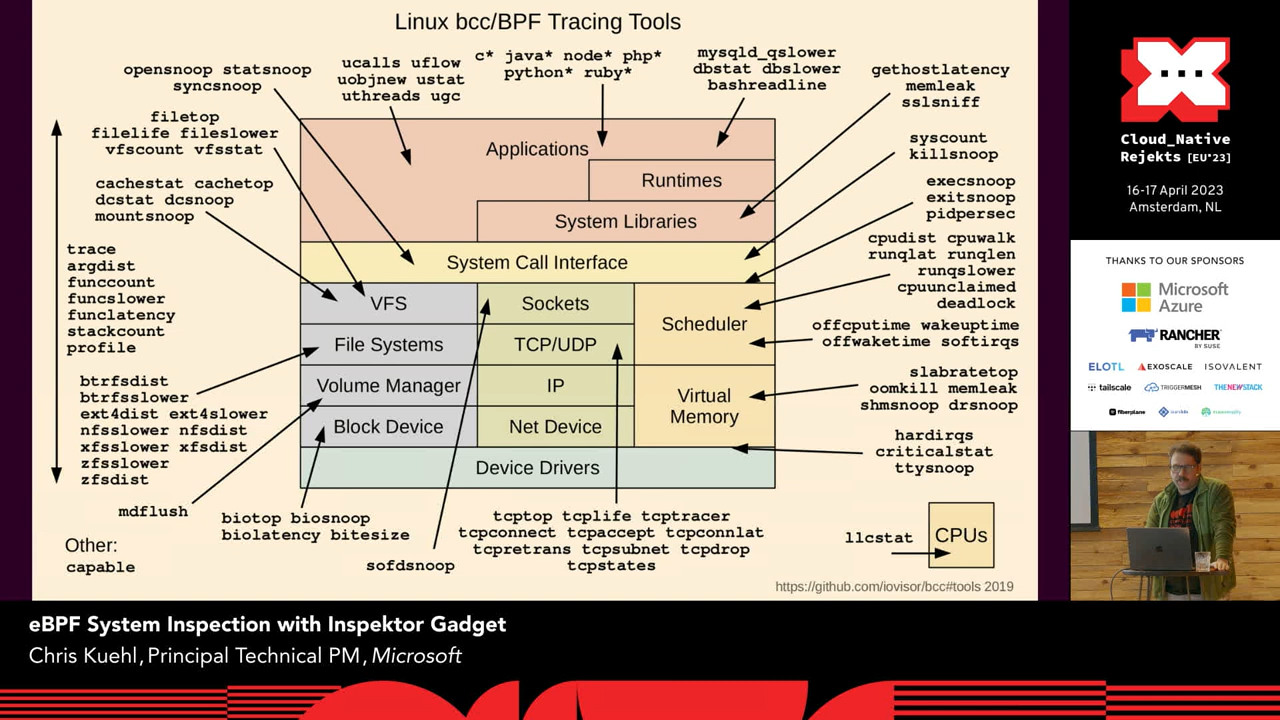 Linux bcc/BPF Tracing Tools
opensnoop statsnoop
syncsnoop
ucalls uflow
uobjnew ustat
uthreads ugc
c* java* node* php*
python* ruby*
mysqld_qslower
dbstat dbslower
bashreadline
gethostlatency
memleak
sslsniff
filetop
filelife fileslower
vfscount vfsstat
syscount
killsnoop
cachestat cachetop
dcstat dcsnoop
mountsnoop
execsnoop
exitsnoop
pidpersec
trace
argdist
funccount
funcslower
funclatency
stackcount
profile
cpudist cpuwalk
runqlat runqlen
runqslower
cpuunclaimed
deadlock
offcputime wakeuptime
offwaketime softirqs
btrfsdist
btrfsslower
ext4dist ext4slower
nfsslower nfsdist
xfsslower xfsdist
zfsslower
zfsdist
slabratetop
oomkill memleak
shmsnoop drsnoop
hardirqs
criticalstat
ttysnoop
Applications
Runtimes
System Libraries
System Call Interface
VFS
Sockets
Scheduler
File Systems
TCP/UDP
Volume Manager
IP
Virtual
Memory
Block Device
Net Device
Device Drivers
mdflush
biotop biosnoop
biolatency bitesize
sofdsnoop
tcptop tcplife tcptracer
tcpconnect tcpaccept tcpconnlat
tcpretrans tcpsubnet tcpdrop
tcpstates
llcstat
CPUs
Other:
capable
https://github.com/iovisor/bcc#tools 2019
Cloud_Native
Rejekts [EU'23]
16-17 April 2023
Amsterdam, NL
THANKS TO OUR SPONSORS
Microsoft
Azure
RANCHER
BY SUSE
ELOTL
EXOSCALE
ISOVALENT
tailscale
TRIGGERMESH
THENEWSTACK
fiberplane
eBPF System Inspection with Inspektor Gadget
Chris Kuehl, Principal Technical PM, Microsoft